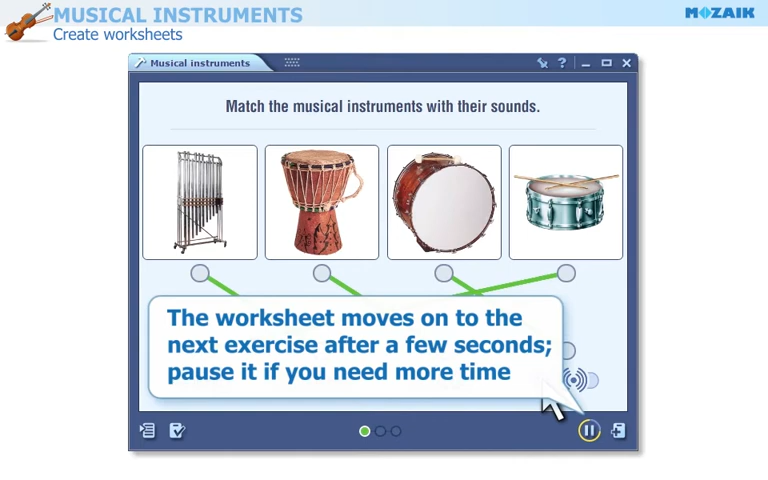 MUSICAL INSTRUMENTS
Create worksheets
MOZAIK
Musical instruments
?
Match the musical instruments with their sounds.
The worksheet moves on to the
next exercise after a few seconds;
pause it if you need more time